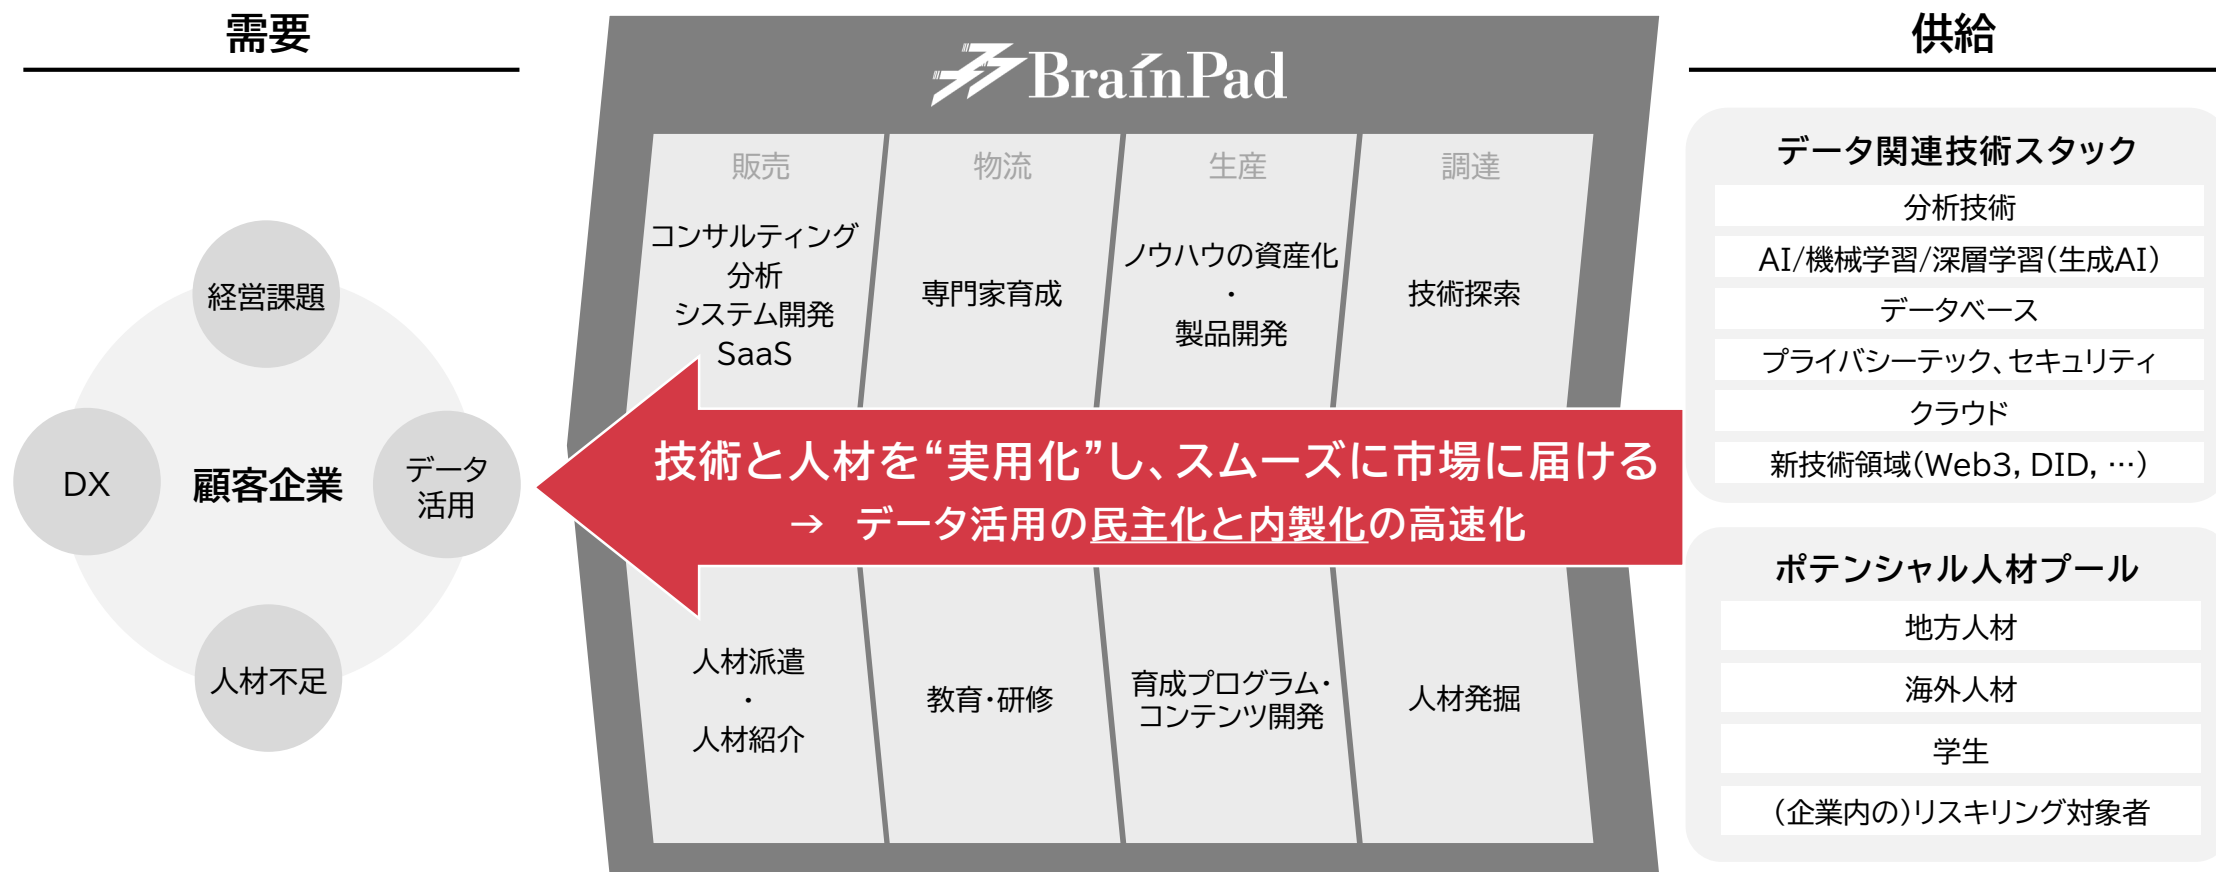 需要
経営課題
DX
顧客企業
データ
活用
人材不足
BrainPad
販売
コンサルティング
分析
システム開発
SaaS
物流
専門家育成
生産
ノウハウの資産化
・
製品開発
調達
技術探索
技術と人材を“実用化”し、スムーズに市場に届ける
→ データ活用の民主化と内製化の高速化
人材派遣
・
人材紹介
教育・研修
育成プログラム・
コンテンツ開発
人材発掘
供給
データ関連技術スタック
分析技術
AI/機械学習/深層学習(生成AI)
データベース
プライバシーテック、セキュリティ
クラウド
新技術領域(Web3, DID, …)
ポテンシャル人材プール
地方人材
海外人材
学生
(企業内の)リスキリング対象者